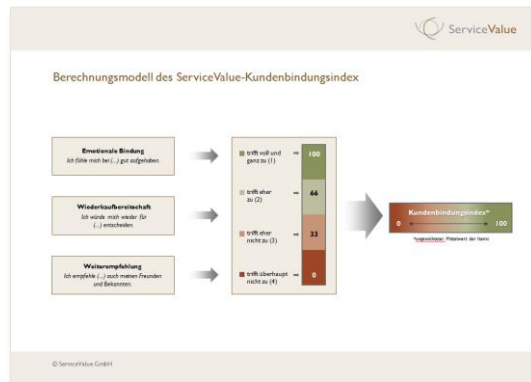 ServiceValue
Berechnungsmodell des ServiceValue-Kundenbindungsindex
Emotionale Bindung
Ich fühle mich bei (...) gut aufgehoben.
Wiederkaufbereitschaft
Ich würde mich wieder für
(...) entscheiden.
Weiterempfehlung
Ich empfehle (...) auch meinen Freunden
und Bekannten.
trifft voll und
ganz zu (1)
100
trifft eher
zu (2)
66
trifft eher
nicht zu (3)
33
trifft überhaupt
nicht zu (4)
0
Kundenbindungsindex*
0 100
*ungewichteter Mittelwert der Items
© ServiceValue GmbH